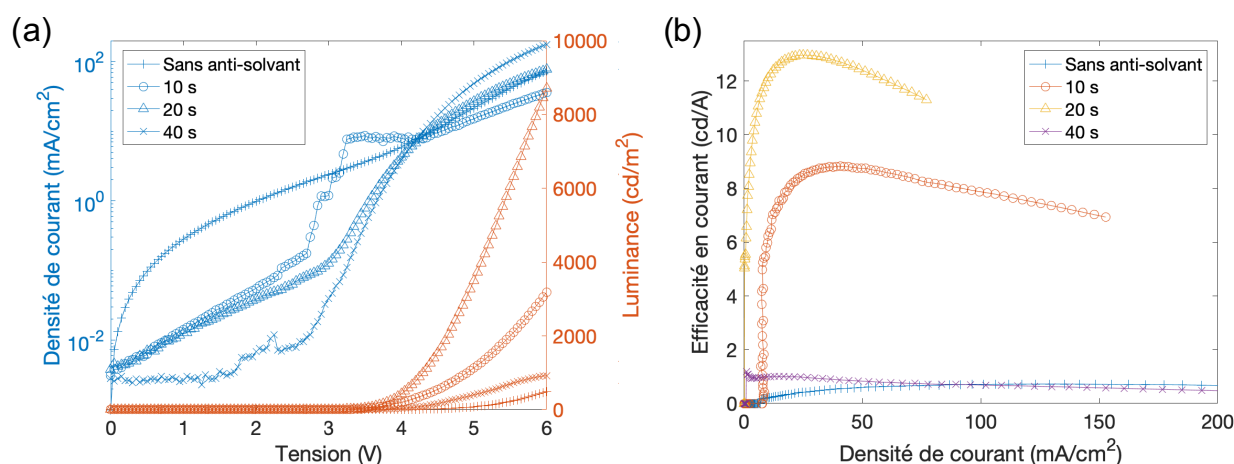 (a)
Densité de courant (mA/cm²)
10²
10⁰
10⁻²
Sans anti-solvant
10 s
20 s
40 s
10000
8000
6000
4000
2000
0
Luminance (cd/m²)
0 1 2 3 4 5 6
Tension (V)
(b)
Efficacité en courant (cd/A)
12
10
8
6
4
2
0
Sans anti-solvant
10 s
20 s
40 s
0 50 100 150 200
Densité de courant (mA/cm²)